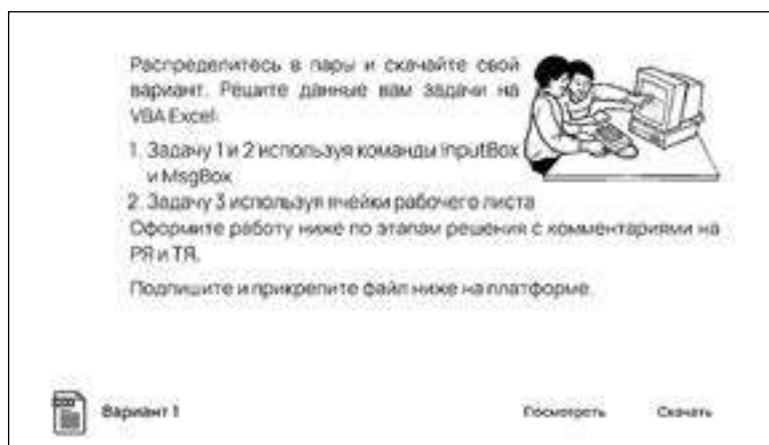 Распределитесь в пары и скачайте свой
вариант. Решите данные вам задачи на
VBA Excel:
1. Задачу 1 и 2 используя команды InputBox
и MsgBox
2. Задачу 3 используя ячейки рабочего листа
Оформите работу ниже по этапам решения с комментариями на
РЯ и ТЯ.
Подпишите и прикрепите файл ниже на платформе.
Вариант 1
Посмотреть
Скачать